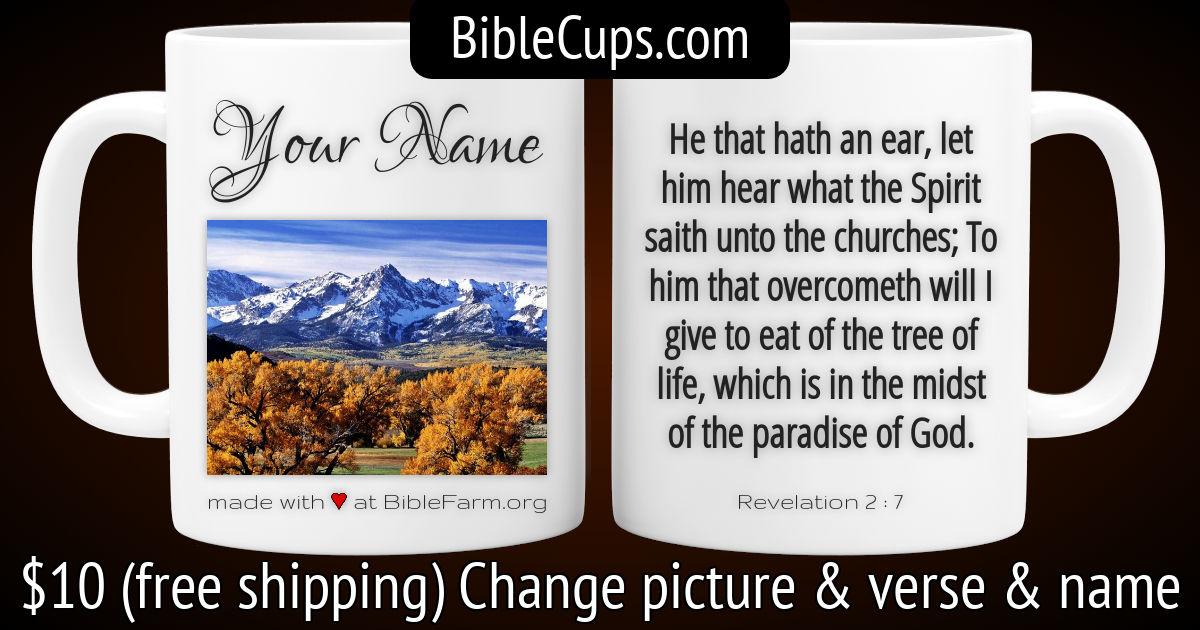 BibleCups.com
Your Name
made with ❤ at BibleFarm.org
He that hath an ear, let
him hear what the Spirit
saith unto the churches; To
him that overcometh will I
give to eat of the tree of
life, which is in the midst
of the paradise of God.
Revelation 2 : 7
$10 (free shipping) Change picture & verse & name